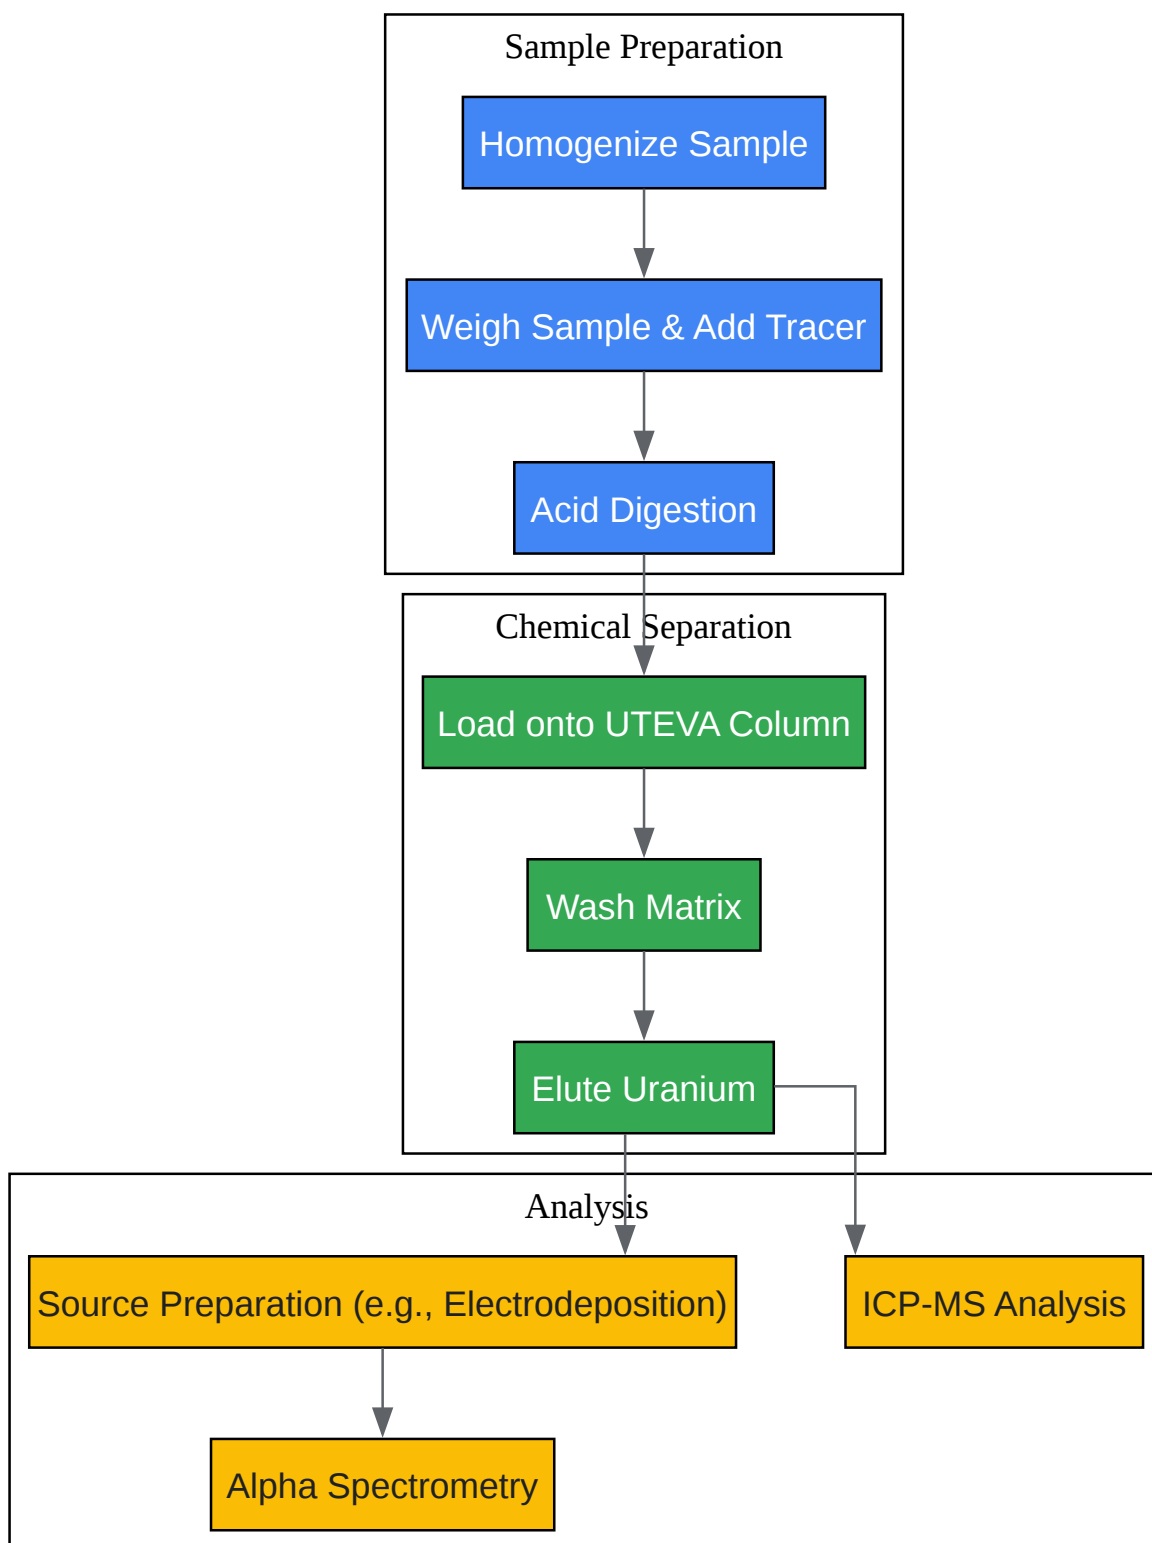 Sample Preparation
Homogenize Sample
Weigh Sample & Add Tracer
Acid Digestion
Chemical Separation
Load onto UTEVA Column
Wash Matrix
Elute Uranium
Analysis
Source Preparation (e.g., Electrodeposition)
ICP-MS Analysis
Alpha Spectrometry